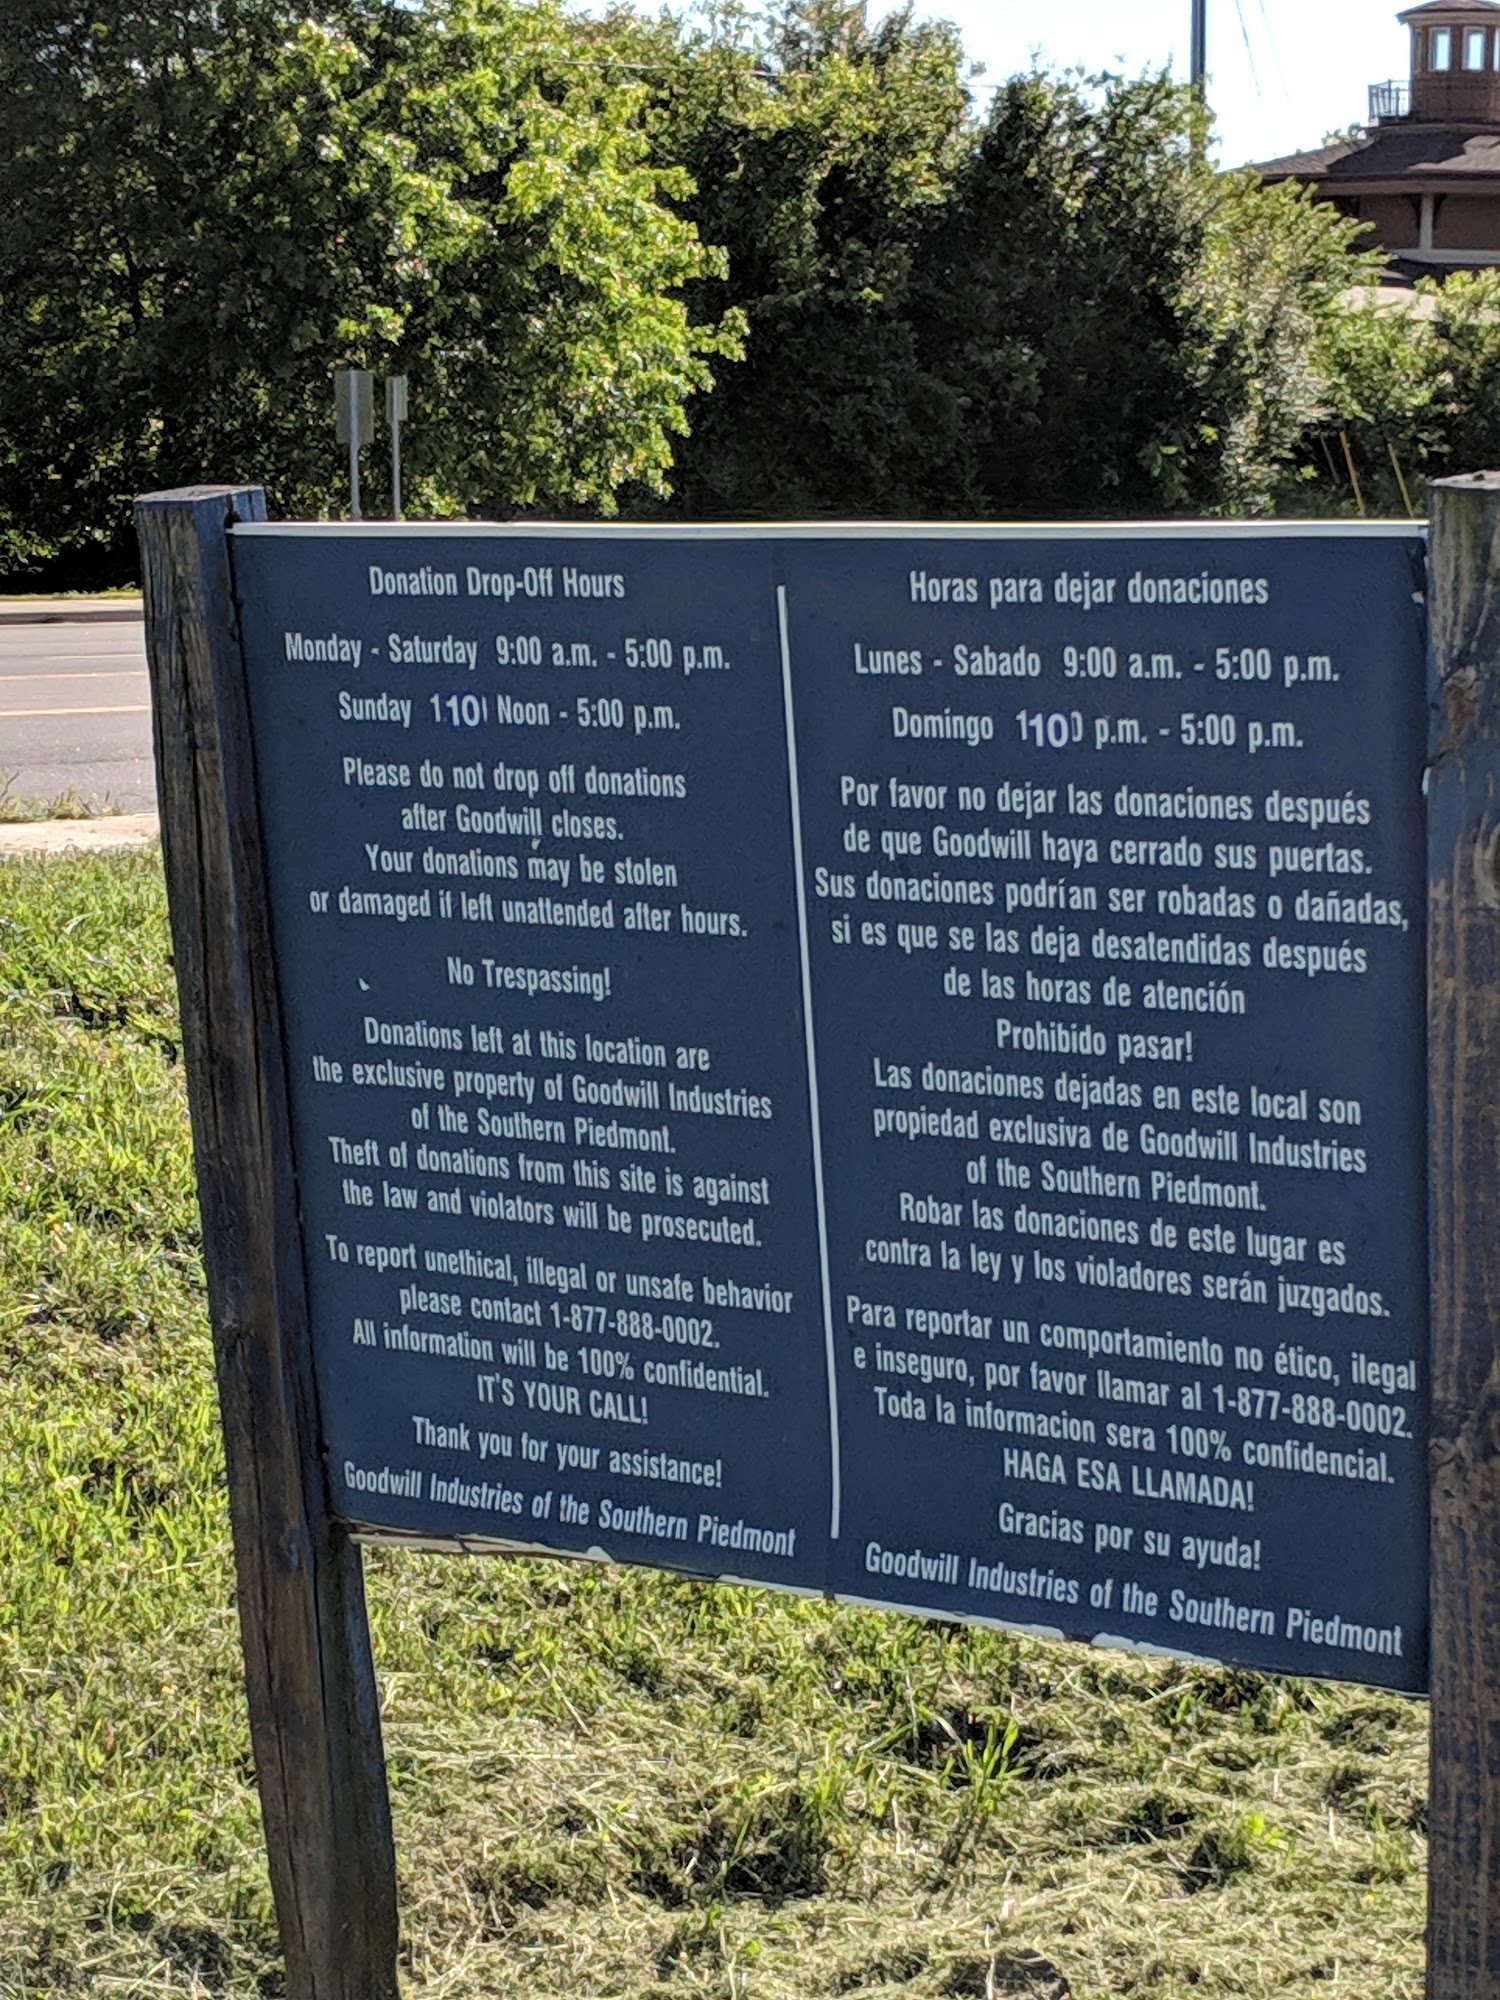 Donation Drop-Off Hours
Monday - Saturday 9:00 a.m. - 5:00 p.m.
Sunday 110 Noon - 5:00 p.m.
Please do not drop off donations
after Goodwill closes.
Your donations may be stolen
or damaged if left unattended after hours.
No Trespassing!
Donations left at this location are
the exclusive property of Goodwill Industries
of the Southern Piedmont.
Theft of donations from this site is against
the law and violators will be prosecuted.
To report unethical, illegal or unsafe behavior
please contact 1-877-888-0002.
All information will be 100% confidential.
IT'S YOUR CALL!
Thank you for your assistance!
Goodwill Industries of the Southern Piedmont
Horas para dejar donaciones
Lunes - Sabado 9:00 a.m. - 5:00 p.m.
Domingo 1100 p.m. - 5:00 p.m.
Por favor no dejar las donaciones después
de que Goodwill haya cerrado sus puertas.
Sus donaciones podrían ser robadas o dañadas,
si es que se las deja desatendidas después
de las horas de atención
Prohibido pasar!
Las donaciones dejadas en este local son
propiedad exclusiva de Goodwill Industries
of the Southern Piedmont.
Robar las donaciones de este lugar es
contra la ley y los violadores serán juzgados.
Para reportar un comportamiento no ético, ilegal
e inseguro, por favor llamar al 1-877-888-0002.
Toda la informacion sera 100% confidencial.
HAGA ESA LLAMADA!
Gracias por su ayuda!
Goodwill Industries of the Southern Piedmont